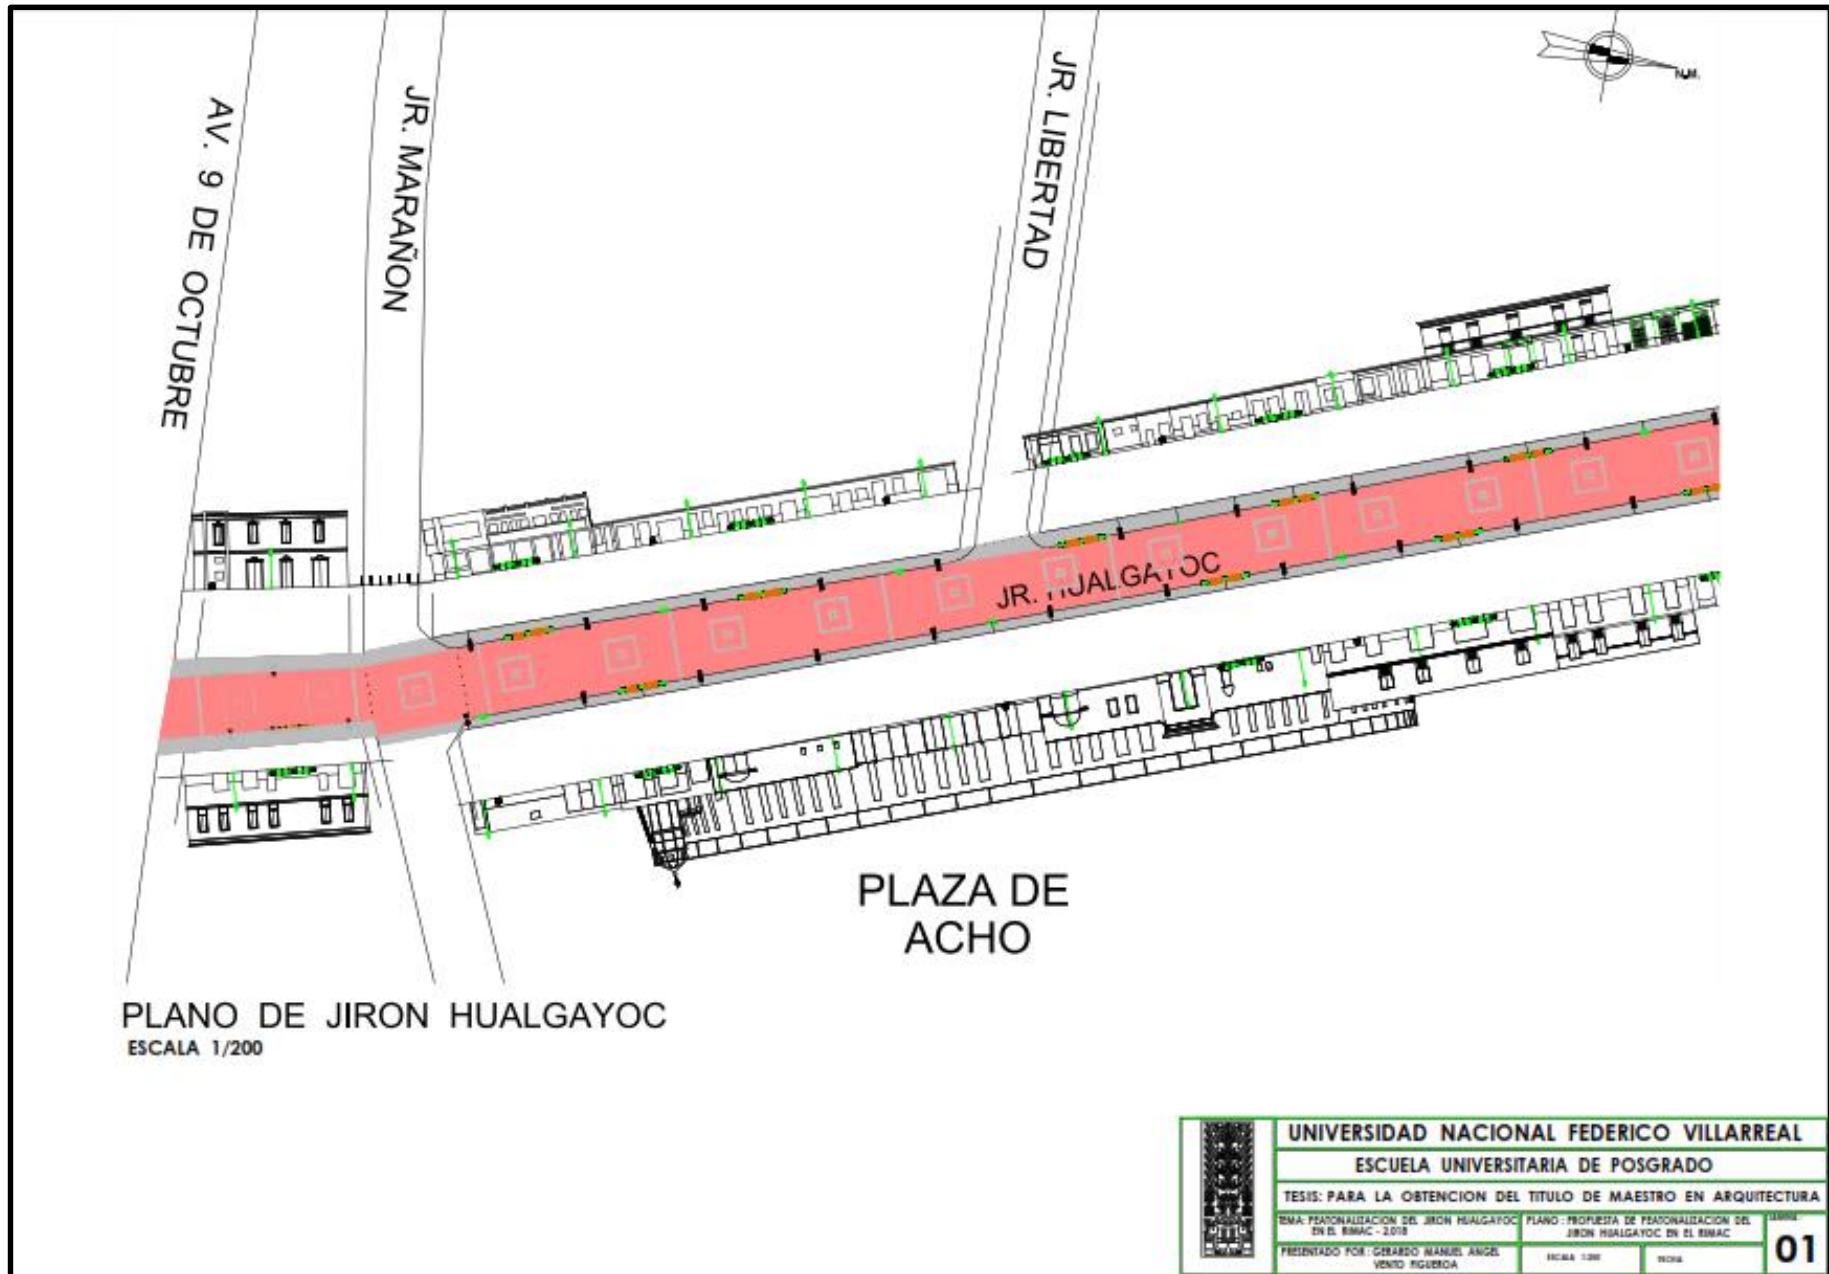 N.M.
AV. 9 DE OCTUBRE
JR. MARAÑON
JR. LIBERTAD
JR. HUALGAYOC
PLAZA DE
ACHO
PLANO DE JIRON HUALGAYOC
ESCALA 1/200
UNIVERSIDAD NACIONAL FEDERICO VILLARREAL
ESCUELA UNIVERSITARIA DE POSGRADO
TESIS: PARA LA OBTENCION DEL TITULO DE MAESTRO EN ARQUITECTURA
TEMA: PEATONALIZACION DEL JIRON HUALGAYOC
EN EL RIMAC - 2018
PLANO : PROPUESTA DE PEATONALIZACION DEL
JIRON HUALGAYOC EN EL RIMAC
PRESENTADO POR : GERARDO MANUEL ANGEL
VENTO FIGUEROA
ESCALA 1:200
FECHA
01